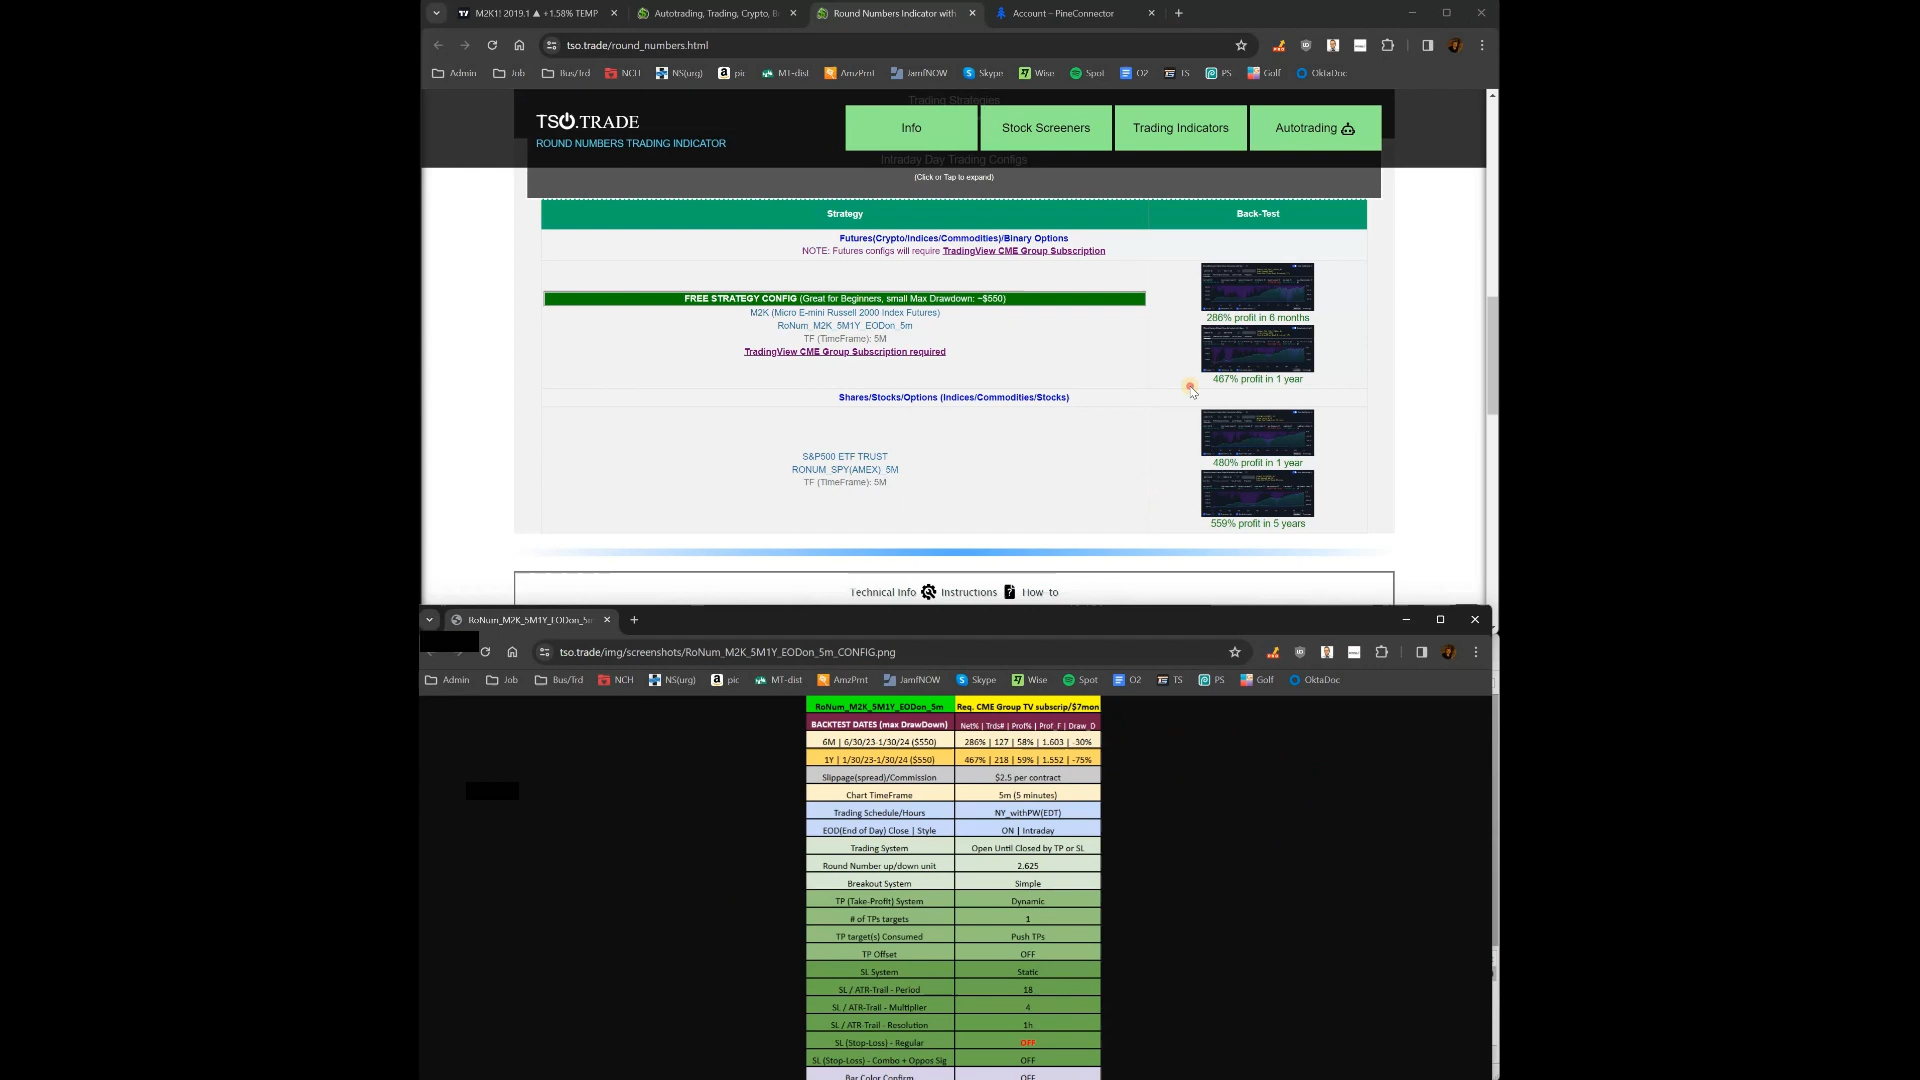 M2K1! 2019.1 ▲ +1.58% TEMP
Autotrading, Trading, Crypto, B
Round Numbers Indicator with
Account – PineConnector
tso.trade/round_numbers.html
Admin Job Bus/Trd NCH NS(urg) pic MT-dist AmzPrnt JamfNOW Skype Wise Spot O2 TS PS Golf OktaDoc
Trading Strategies
TSO.TRADE
ROUND NUMBERS TRADING INDICATOR
Info
Stock Screeners
Trading Indicators
Autotrading
Intraday Day Trading Configs
(Click or Tap to expand)
Strategy Back-Test
Futures(Crypto/Indices/Commodities)/Binary Options
NOTE: Futures configs will require TradingView CME Group Subscription
FREE STRATEGY CONFIG (Great for Beginners, small Max Drawdown: ~$550)
M2K (Micro E-mini Russell 2000 Index Futures)
RoNum_M2K_5M1Y_EODon_5m
TF (TimeFrame): 5M
TradingView CME Group Subscription required
286% profit in 6 months
467% profit in 1 year
Shares/Stocks/Options (Indices/Commodities/Stocks)
S&P500 ETF TRUST
RONUM_SPY(AMEX)_5M
TF (TimeFrame): 5M
480% profit in 1 year
559% profit in 5 years
Technical Info Instructions How-to
RoNum_M2K_5M1Y_EODon_5m
tso.trade/img/screenshots/RoNum_M2K_5M1Y_EODon_5m_CONFIG.png
Admin Job Bus/Trd NCH NS(urg) pic MT-dist AmzPrnt JamfNOW Skype Wise Spot O2 TS PS Golf OktaDoc
RoNum_M2K_5M1Y_EODon_5m Req. CME Group TV subscrip/$7mon
BACKTEST DATES (max DrawDown) Net% | Trds# | Prof% | Prof_F | Draw_D
6M | 6/30/23-1/30/24 ($550) 286% | 127 | 58% | 1.603 | -30%
1Y | 1/30/23-1/30/24 ($550) 467% | 218 | 59% | 1.552 | -75%
Slippage(spread)/Commission $2.5 per contract
Chart TimeFrame 5m (5 minutes)
Trading Schedule/Hours NY_withPW(EDT)
EOD(End of Day) Close | Style ON | Intraday
Trading System Open Until Closed by TP or SL
Round Number up/down unit 2.625
Breakout System Simple
TP (Take-Profit) System Dynamic
# of TPs targets 1
TP target(s) Consumed Push TPs
TP Offset OFF
SL System Static
SL / ATR-Trail - Period 18
SL / ATR-Trail - Multiplier 4
SL / ATR-Trail - Resolution 1h
SL (Stop-Loss) - Regular OFF
SL (Stop-Loss) - Combo + Oppos Sig OFF
Bar Color Confirm OFF